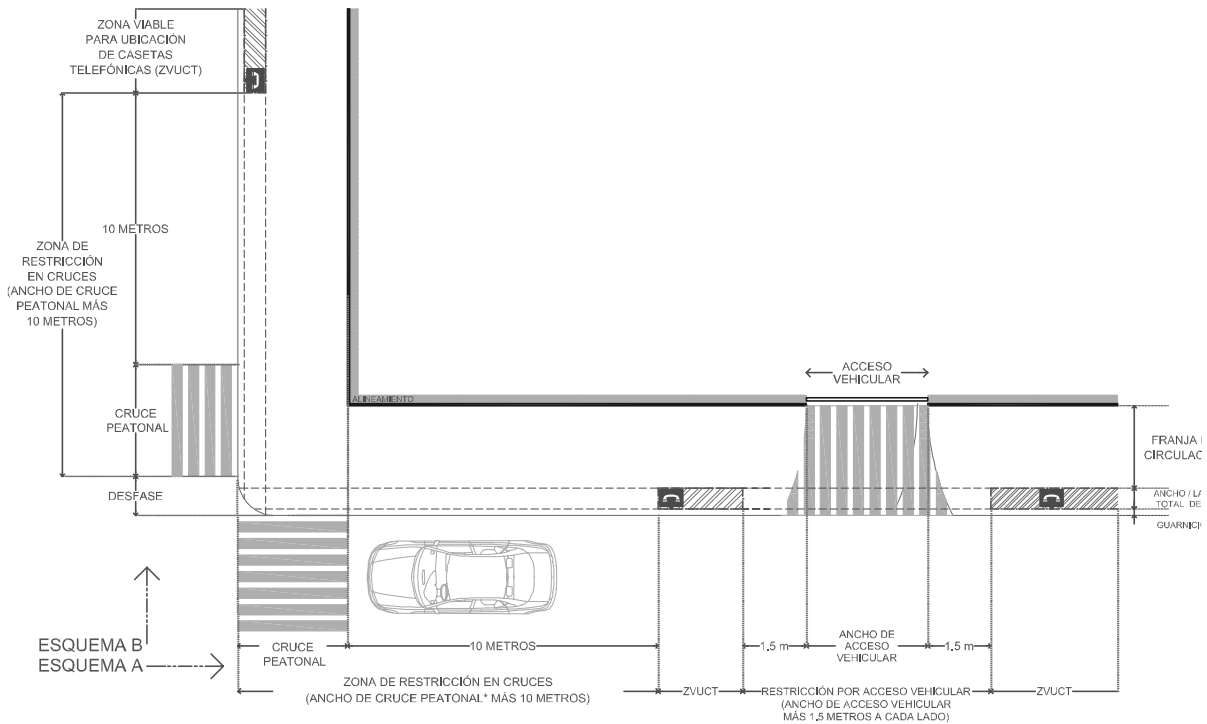 ZONA VIABLE
PARA UBICACIÓN
DE CASETAS
TELEFÓNICAS (ZVUCT)
10 METROS
ZONA DE
RESTRICCIÓN
EN CRUCES
(ANCHO DE CRUCE
PEATONAL MÁS
10 METROS)
CRUCE
PEATONAL
DESFASE
ALINEAMIENTO
ACCESO
VEHICULAR
FRANJA
CIRCULAC
ANCHO / LA
TOTAL DE
GUARNICI
ESQUEMA B
ESQUEMA A
CRUCE
PEATONAL
10 METROS
1.5 m
ANCHO DE
ACCESO
VEHICULAR
1.5 m
ZONA DE RESTRICCIÓN EN CRUCES
(ANCHO DE CRUCE PEATONAL* MÁS 10 METROS)
ZVUCT
RESTRICCIÓN POR ACCESO VEHICULAR
(ANCHO DE ACCESO VEHICULAR
MÁS 1.5 METROS A CADA LADO)
ZVUCT